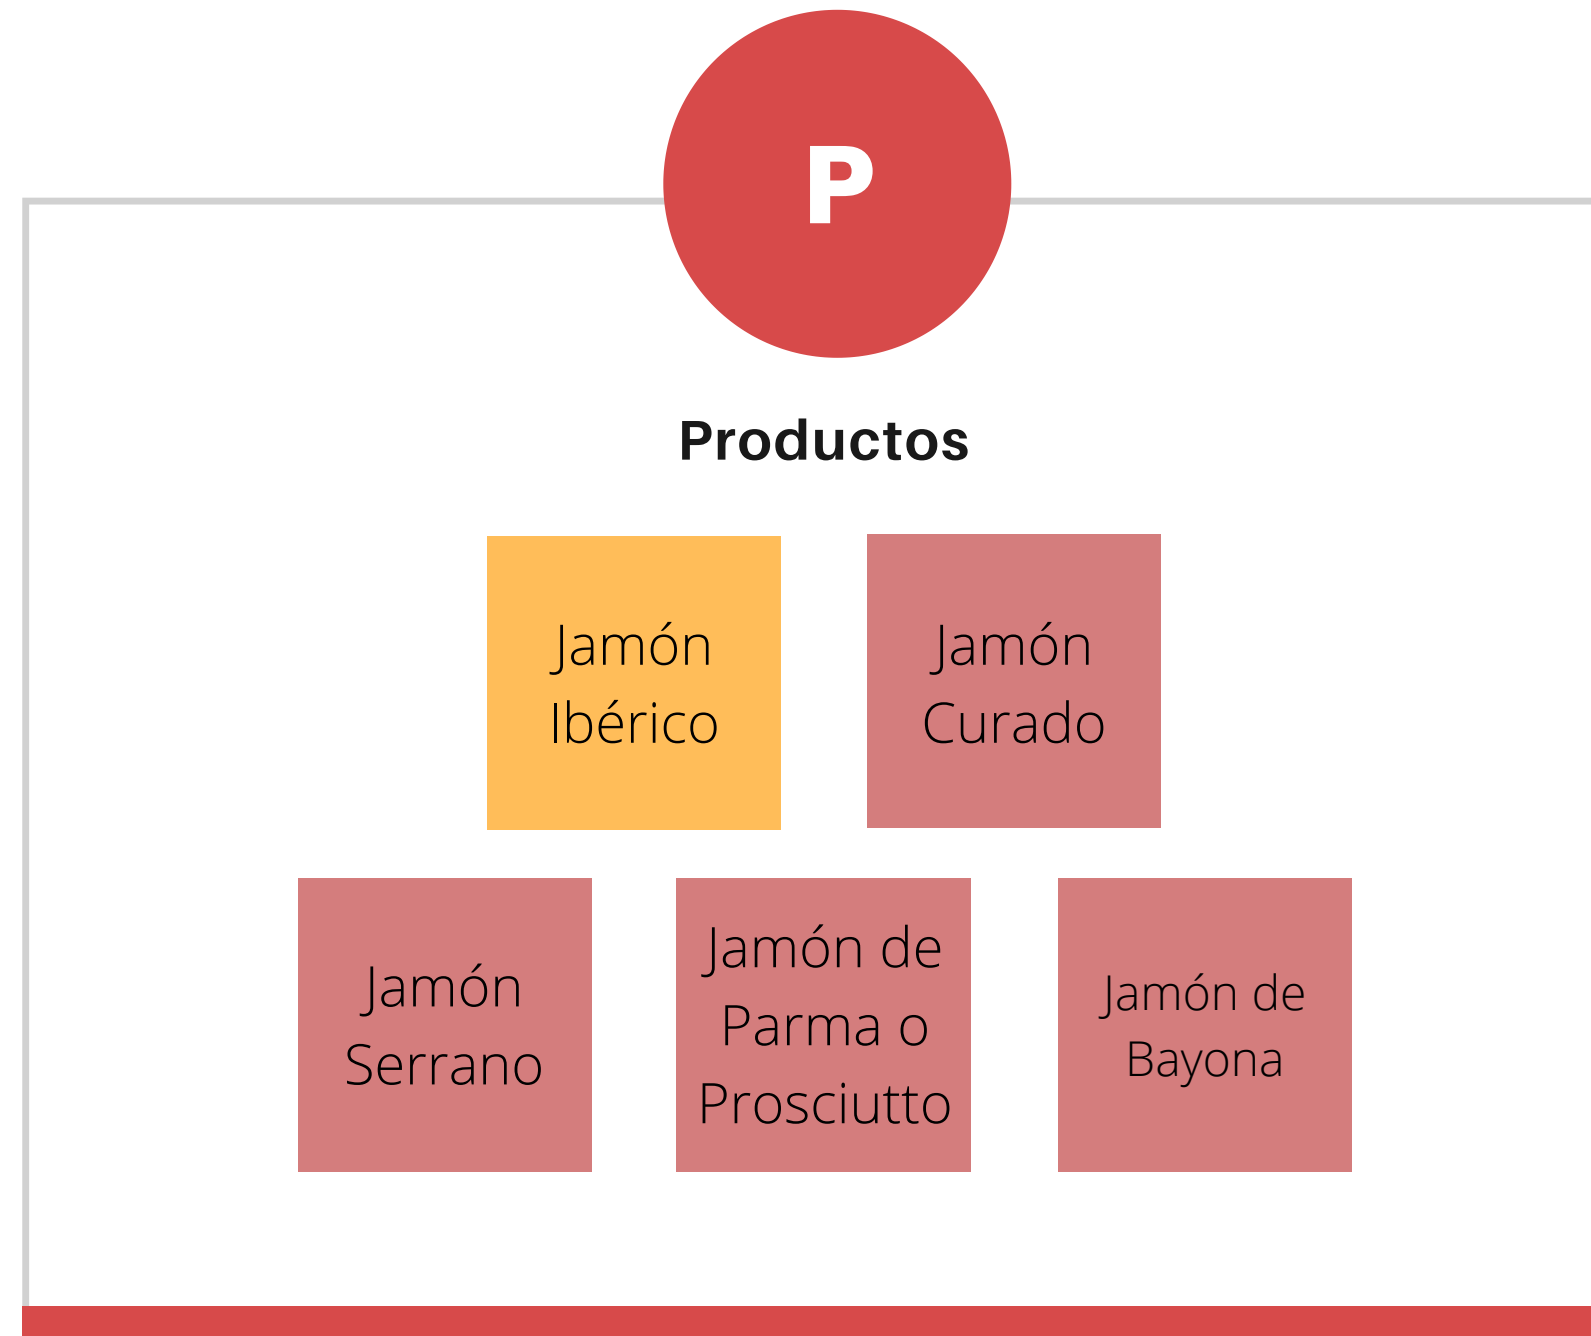 P
Productos
Jamón
Ibérico
Jamón
Curado
Jamón
Serrano
Jamón de
Parma o
Prosciutto
Jamón de
Bayona